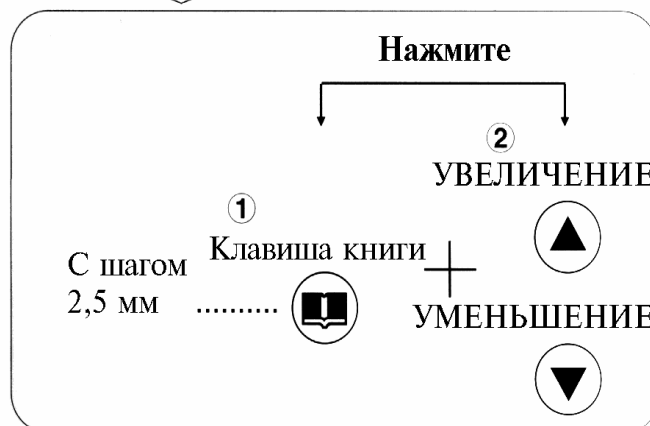 Нажмите
②
УВЕЛИЧЕНИЕ
①
Клавиша книги
С шагом
2,5 мм ..........
+
УМЕНЬШЕНИЕ